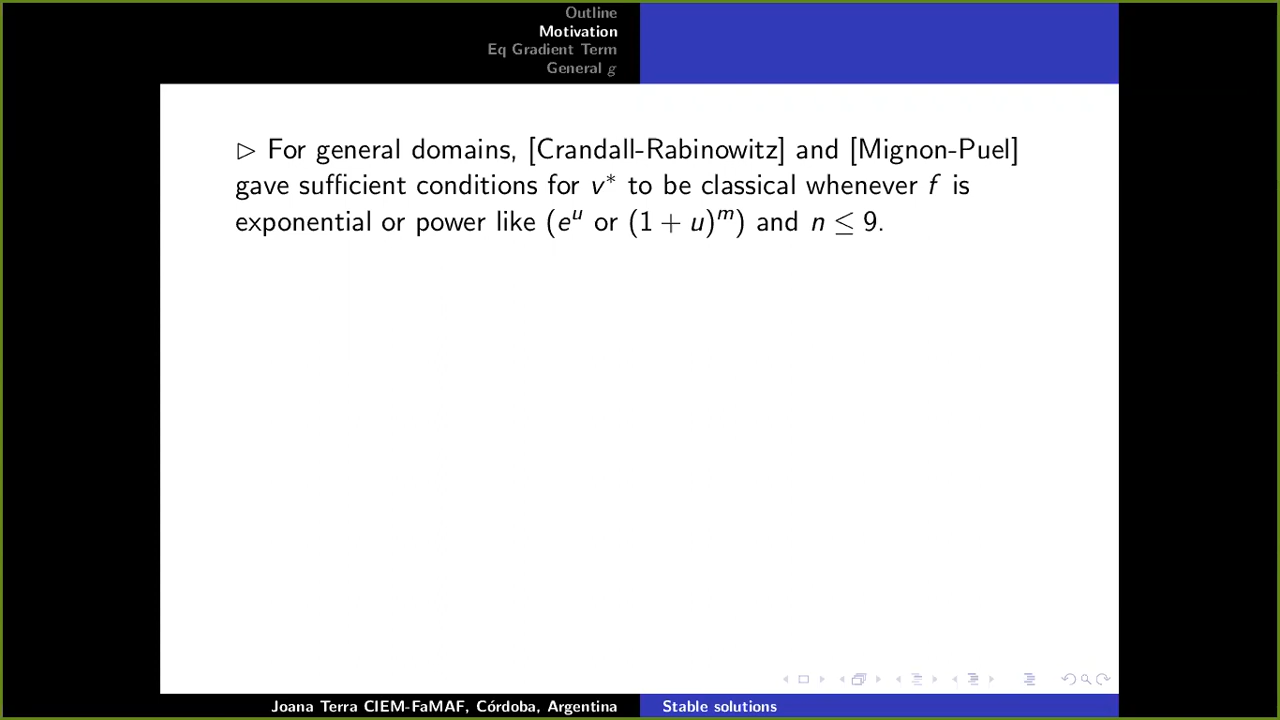 Outline
Motivation
Eq Gradient Term
General g
▷ For general domains, [Crandall-Rabinowitz] and [Mignon-Puel]
gave sufficient conditions for v* to be classical whenever f is
exponential or power like (eᵘ or (1 + u)ᵐ) and n ≤ 9.
Joana Terra CIEM-FaMAF, Córdoba, Argentina
Stable solutions